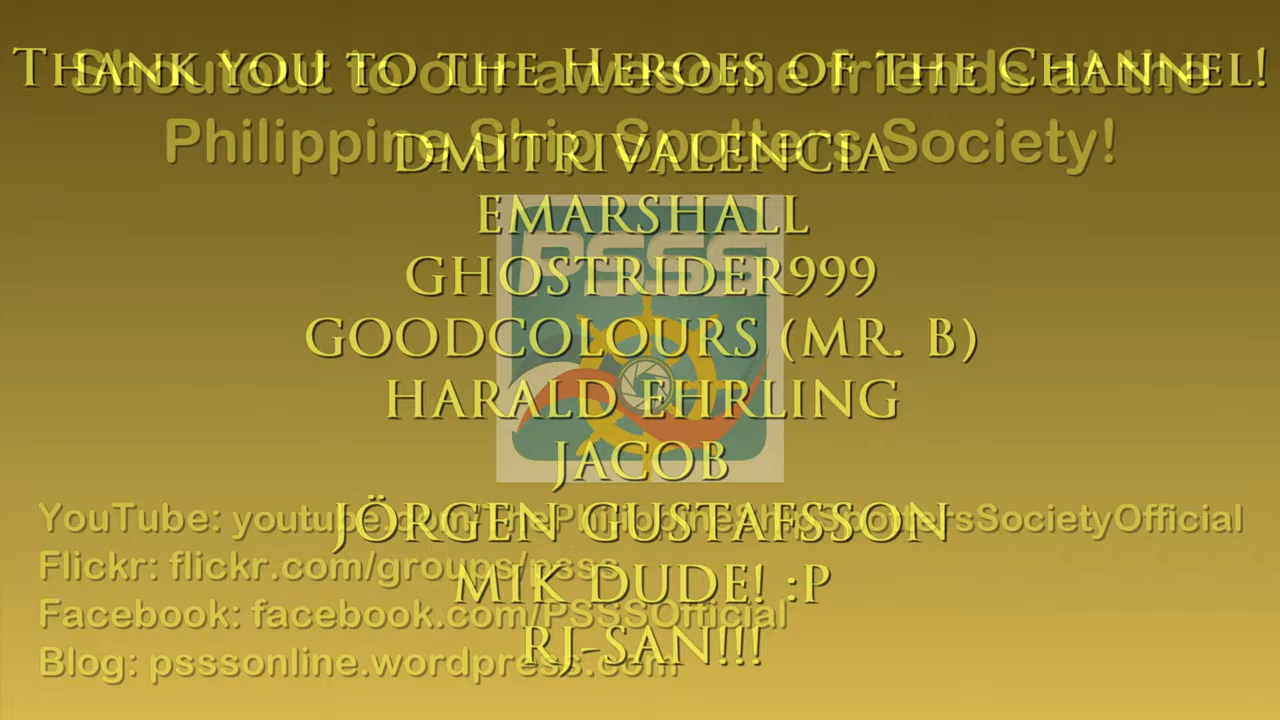 Thank you to the Heroes of the Channel!
DMITRIVALENCIA
EMARSHALL
GHOSTRIDER999
GOODCOLOURS (MR. B)
HARALD EHRLING
JACOB
JÖRGEN GUSTAFSSON
MIK DUDE! :P
RJ-SAN!!!
Shoutout to our awesome friends at the
Philippine Ship Spotters Society!
PSSS
YouTube: youtube.com/ThePhilippineShipSpottersSocietyOfficial
Flickr: flickr.com/groups/psss
Facebook: facebook.com/PSSSOfficial
Blog: psssonline.wordpress.com